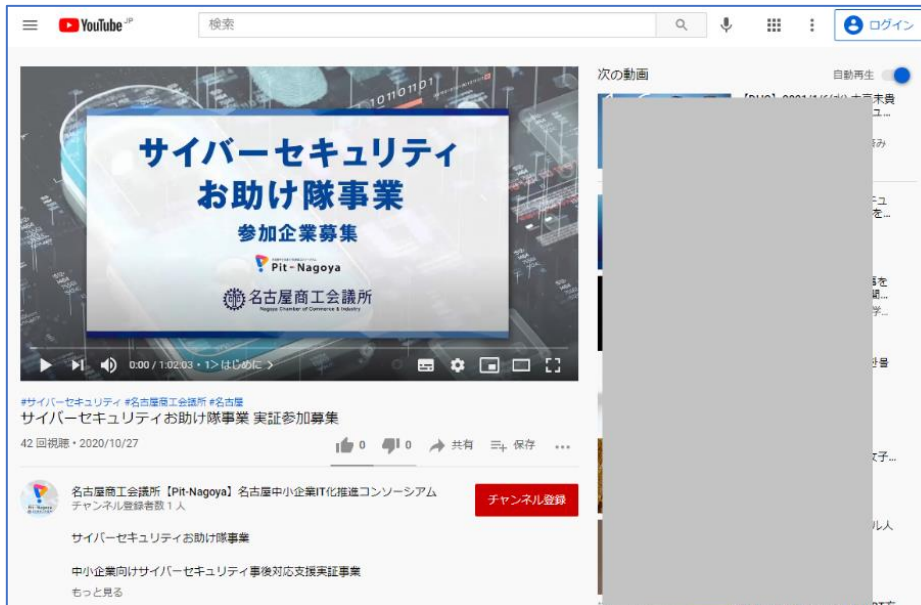 YouTube JP
検索
ログイン
サイバーセキュリティ
お助け隊事業
参加企業募集
Pit-Nagoya
名古屋商工会議所
Nagoya Chamber of Commerce & Industry
0:00 / 1:02:03 • 1>はじめに >
#サイバーセキュリティ #名古屋商工会議所 #名古屋
サイバーセキュリティお助け隊事業 実証参加募集
42 回視聴・2020/10/27
0
0
共有
保存
名古屋商工会議所【Pit-Nagoya】名古屋中小企業IT化推進コンソーシアム
チャンネル登録者数 1 人
チャンネル登録
サイバーセキュリティお助け隊事業
中小企業向けサイバーセキュリティ事後対応支援実証事業
もっと見る
次の動画
自動再生
ユ...
済み
を...
学...
女子...
ル人